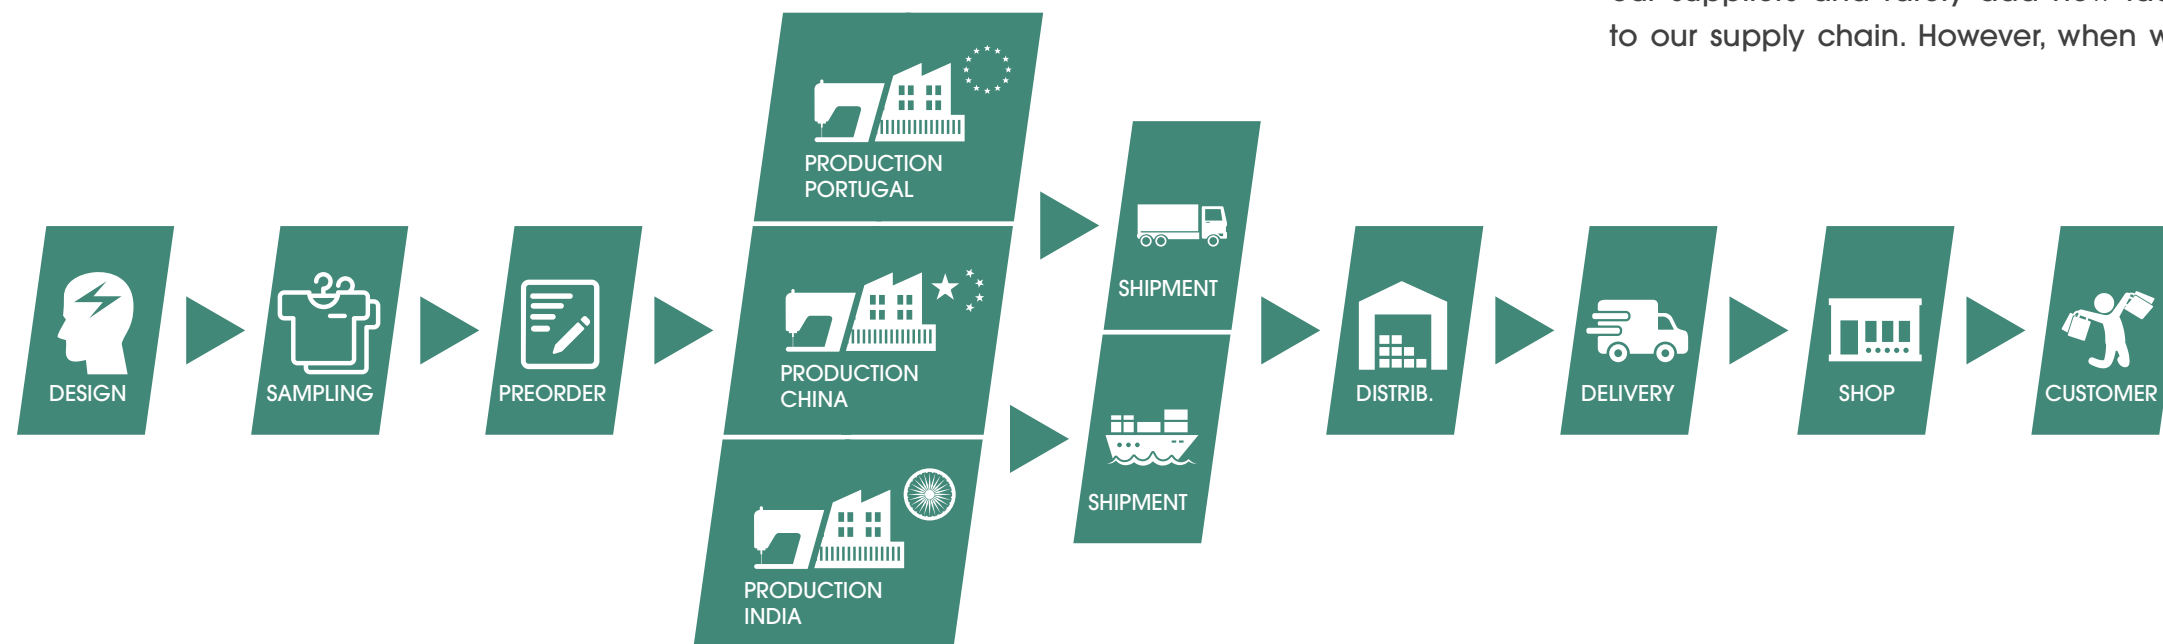 to our supply chain. However, when w
PRODUCTION
PORTUGAL
SHIPMENT
DESIGN
SAMPLING
PREORDER
PRODUCTION
CHINA
DISTRIB.
DELIVERY
SHOP
CUSTOMER
SHIPMENT
PRODUCTION
INDIA